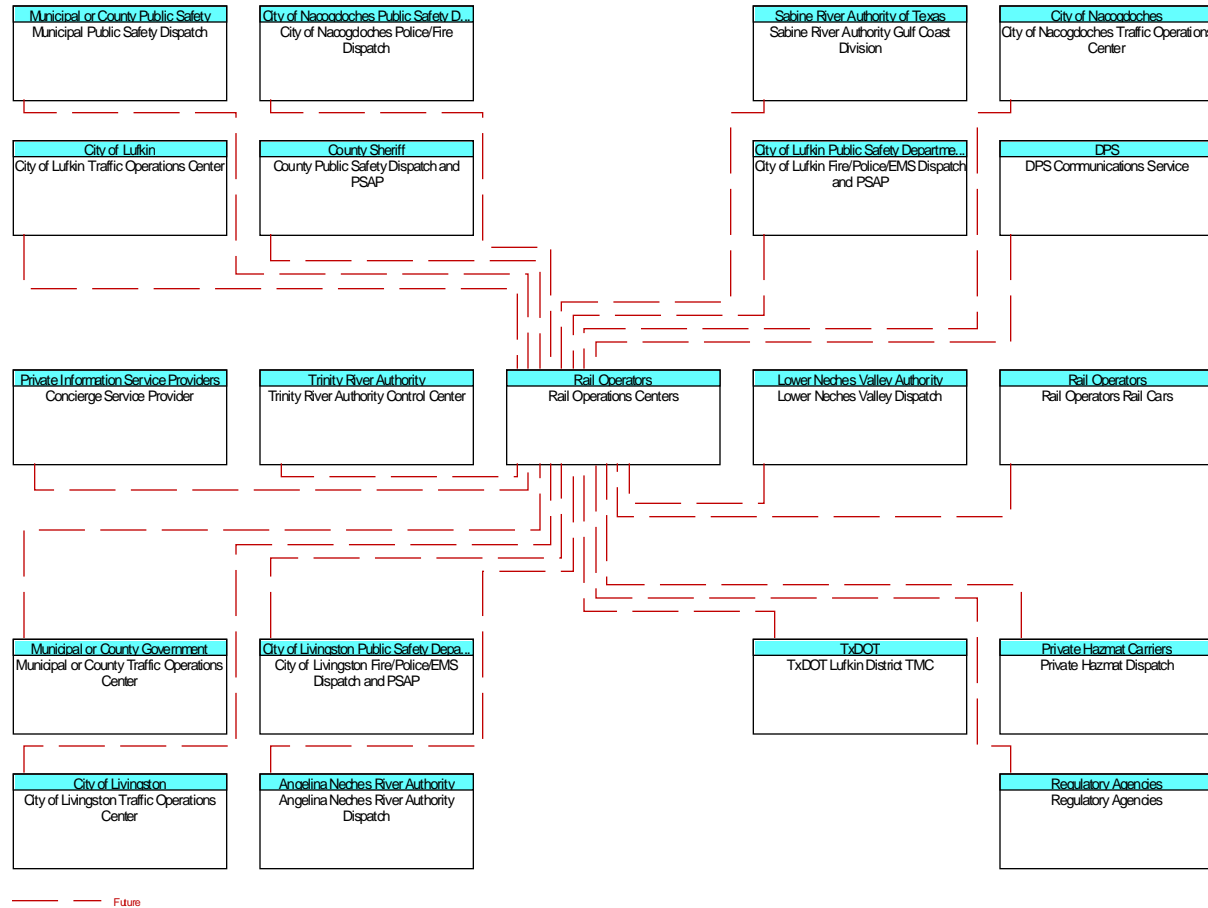 Municipal or County Public Safety
Municipal Public Safety Dispatch
City of Nacogdoches Public Safety D...
City of Nacogdoches Police/Fire
Dispatch
Sabine River Authority of Texas
Sabine River Authority Gulf Coast
Division
City of Nacogdoches
City of Nacogdoches Traffic Operations
Center
City of Lufkin
City of Lufkin Traffic Operations Center
County Sheriff
County Public Safety Dispatch and
PSAP
City of Lufkin Public Safety Departme...
City of Lufkin Fire/Police/EMS Dispatch
and PSAP
DPS
DPS Communications Service
Private Information Service Providers
Concierge Service Provider
Trinity River Authority
Trinity River Authority Control Center
Rail Operators
Rail Operations Centers
Lower Neches Valley Authority
Lower Neches Valley Dispatch
Rail Operators
Rail Operators Rail Cars
Municipal or County Government
Municipal or County Traffic Operations
Center
City of Livingston Public Safety Depa...
City of Livingston Fire/Police/EMS
Dispatch and PSAP
TxDOT
TxDOT Lufkin District TMC
Private Hazmat Carriers
Private Hazmat Dispatch
City of Livingston
City of Livingston Traffic Operations
Center
Angelina Neches River Authority
Angelina Neches River Authority
Dispatch
Regulatory Agencies
Regulatory Agencies
Future